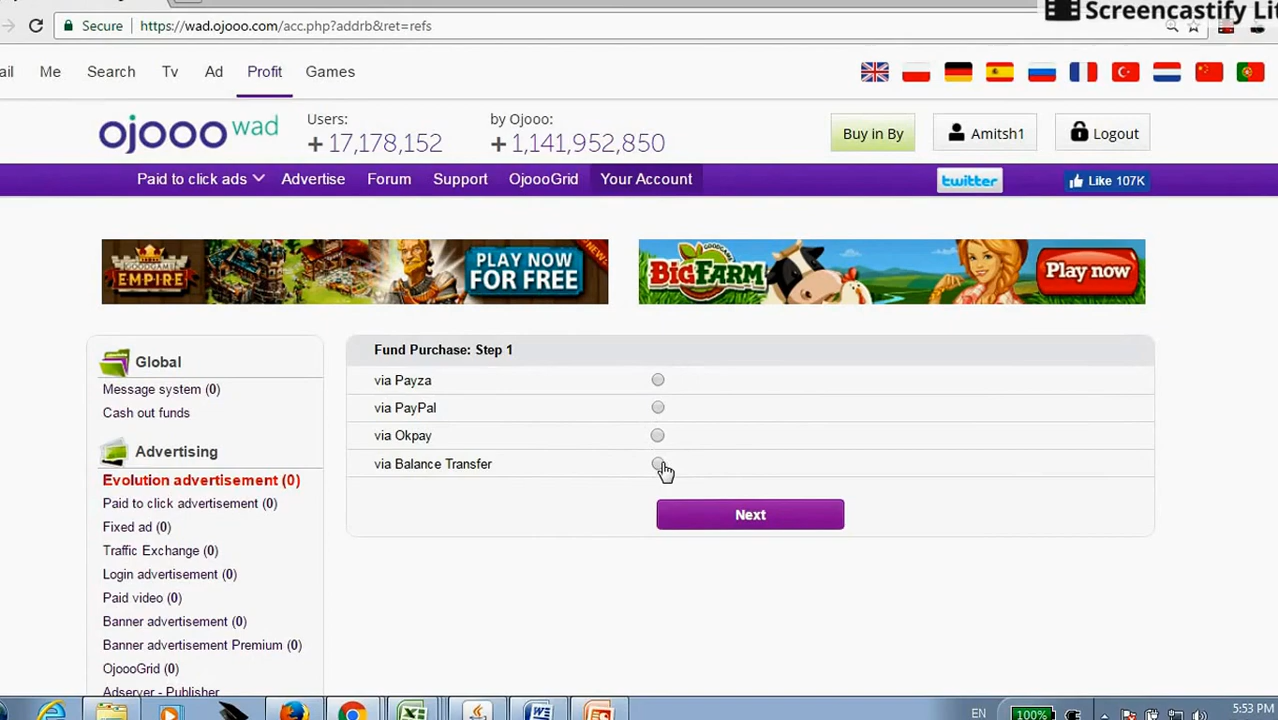 Screencastify Lit
Secure https://wad.ojooo.com/acc.php?addrb&ret=refs
ail Me Search Tv Ad Profit Games
ojooo wad
Users:
+ 17,178,152
by Ojooo:
+ 1,141,952,850
Buy in By
Amitsh1
Logout
Paid to click ads Advertise Forum Support OjoooGrid Your Account
twitter
Like 107K
GOODGAME
EMPIRE
PLAY NOW
FOR FREE
NEW
GOODGAME
BIGFARM
Play now
Global
Message system (0)
Cash out funds
Advertising
Evolution advertisement (0)
Paid to click advertisement (0)
Fixed ad (0)
Traffic Exchange (0)
Login advertisement (0)
Paid video (0)
Banner advertisement (0)
Banner advertisement Premium (0)
OjoooGrid (0)
Adserver - Publisher
Fund Purchase: Step 1
via Payza
via PayPal
via Okpay
via Balance Transfer
Next
EN
100%
5:53 PM